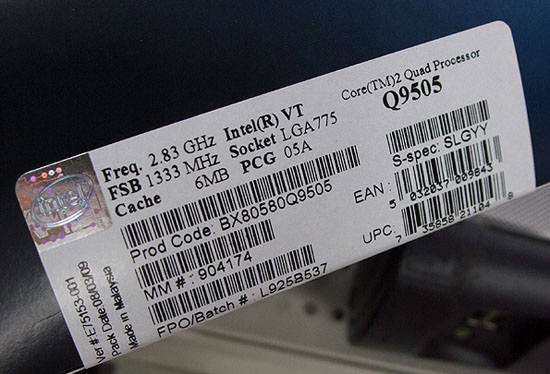 Core(TM)2 Quad Processor
Q9505
Freq. 2.83 GHz Intel(R) VT
FSB 1333 MHz Socket LGA775
Cache 6MB PCG 05A
intel
Prod Code: BX80580Q9505
MM#: 904174
FPO/Batch #: L925B537
S-spec: SLGYY
EAN: 5 032037 009843
UPC: 7 35858 21104 8
Ver # E75153-001
Pack Date:08/03/09
Made in Malaysia